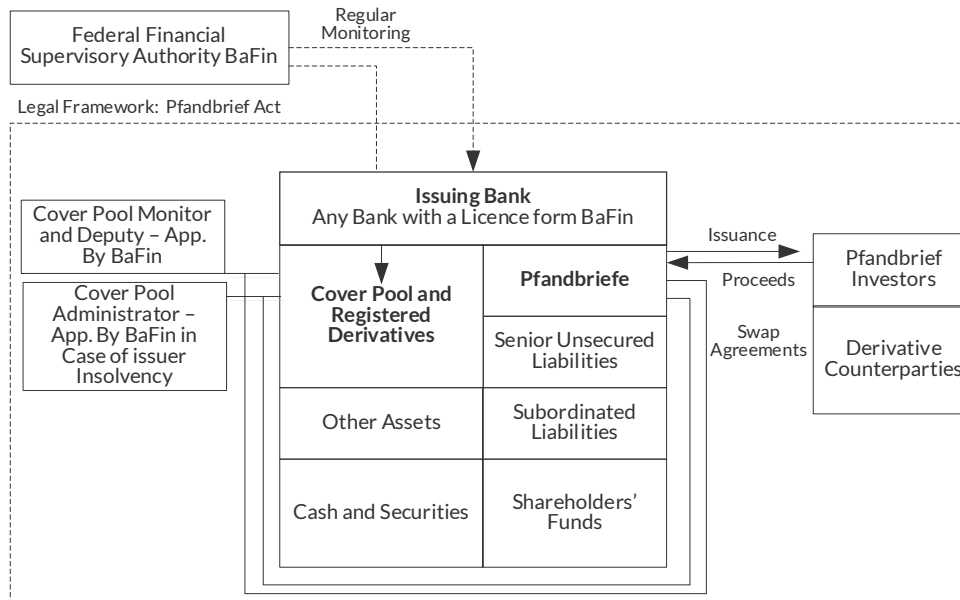 Federal Financial
Supervisory Authority BaFin
Regular
Monitoring
Legal Framework: Pfandbrief Act
Issuing Bank
Any Bank with a Licence form BaFin
Cover Pool Monitor
and Deputy – App.
By BaFin
Cover Pool
Administrator –
App. By BaFin in
Case of issuer
Insolvency
Cover Pool and
Registered
Derivatives
Other Assets
Cash and Securities
Pfandbriefe
Senior Unsecured
Liabilities
Subordinated
Liabilities
Shareholders’
Funds
Issuance
Proceeds
Swap
Agreements
Pfandbrief
Investors
Derivative
Counterparties